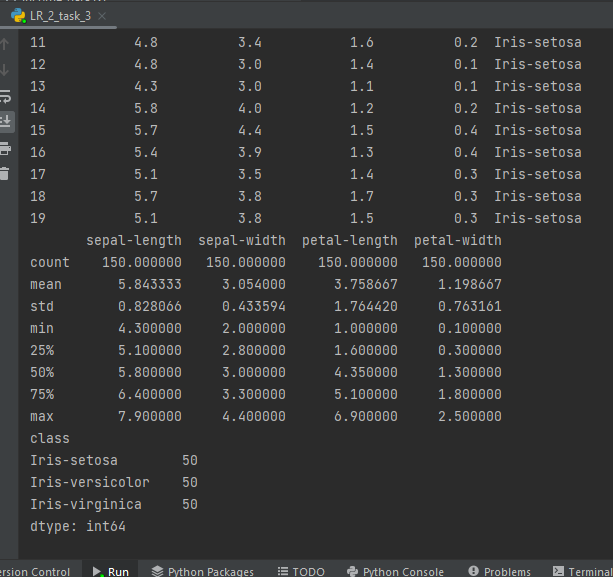 LR_2_task_3
11 4.8 3.4 1.6 0.2 Iris-setosa
12 4.8 3.0 1.4 0.1 Iris-setosa
13 4.3 3.0 1.1 0.1 Iris-setosa
14 5.8 4.0 1.2 0.2 Iris-setosa
15 5.7 4.4 1.5 0.4 Iris-setosa
16 5.4 3.9 1.3 0.4 Iris-setosa
17 5.1 3.5 1.4 0.3 Iris-setosa
18 5.7 3.8 1.7 0.3 Iris-setosa
19 5.1 3.8 1.5 0.3 Iris-setosa
sepal-length sepal-width petal-length petal-width
count 150.000000 150.000000 150.000000 150.000000
mean 5.843333 3.054000 3.758667 1.198667
std 0.828066 0.433594 1.764420 0.763161
min 4.300000 2.000000 1.000000 0.100000
25% 5.100000 2.800000 1.600000 0.300000
50% 5.800000 3.000000 4.350000 1.300000
75% 6.400000 3.300000 5.100000 1.800000
max 7.900000 4.400000 6.900000 2.500000
class
Iris-setosa 50
Iris-versicolor 50
Iris-virginica 50
dtype: int64
ersion Control Run Python Packages TODO Python Console Problems Terminal